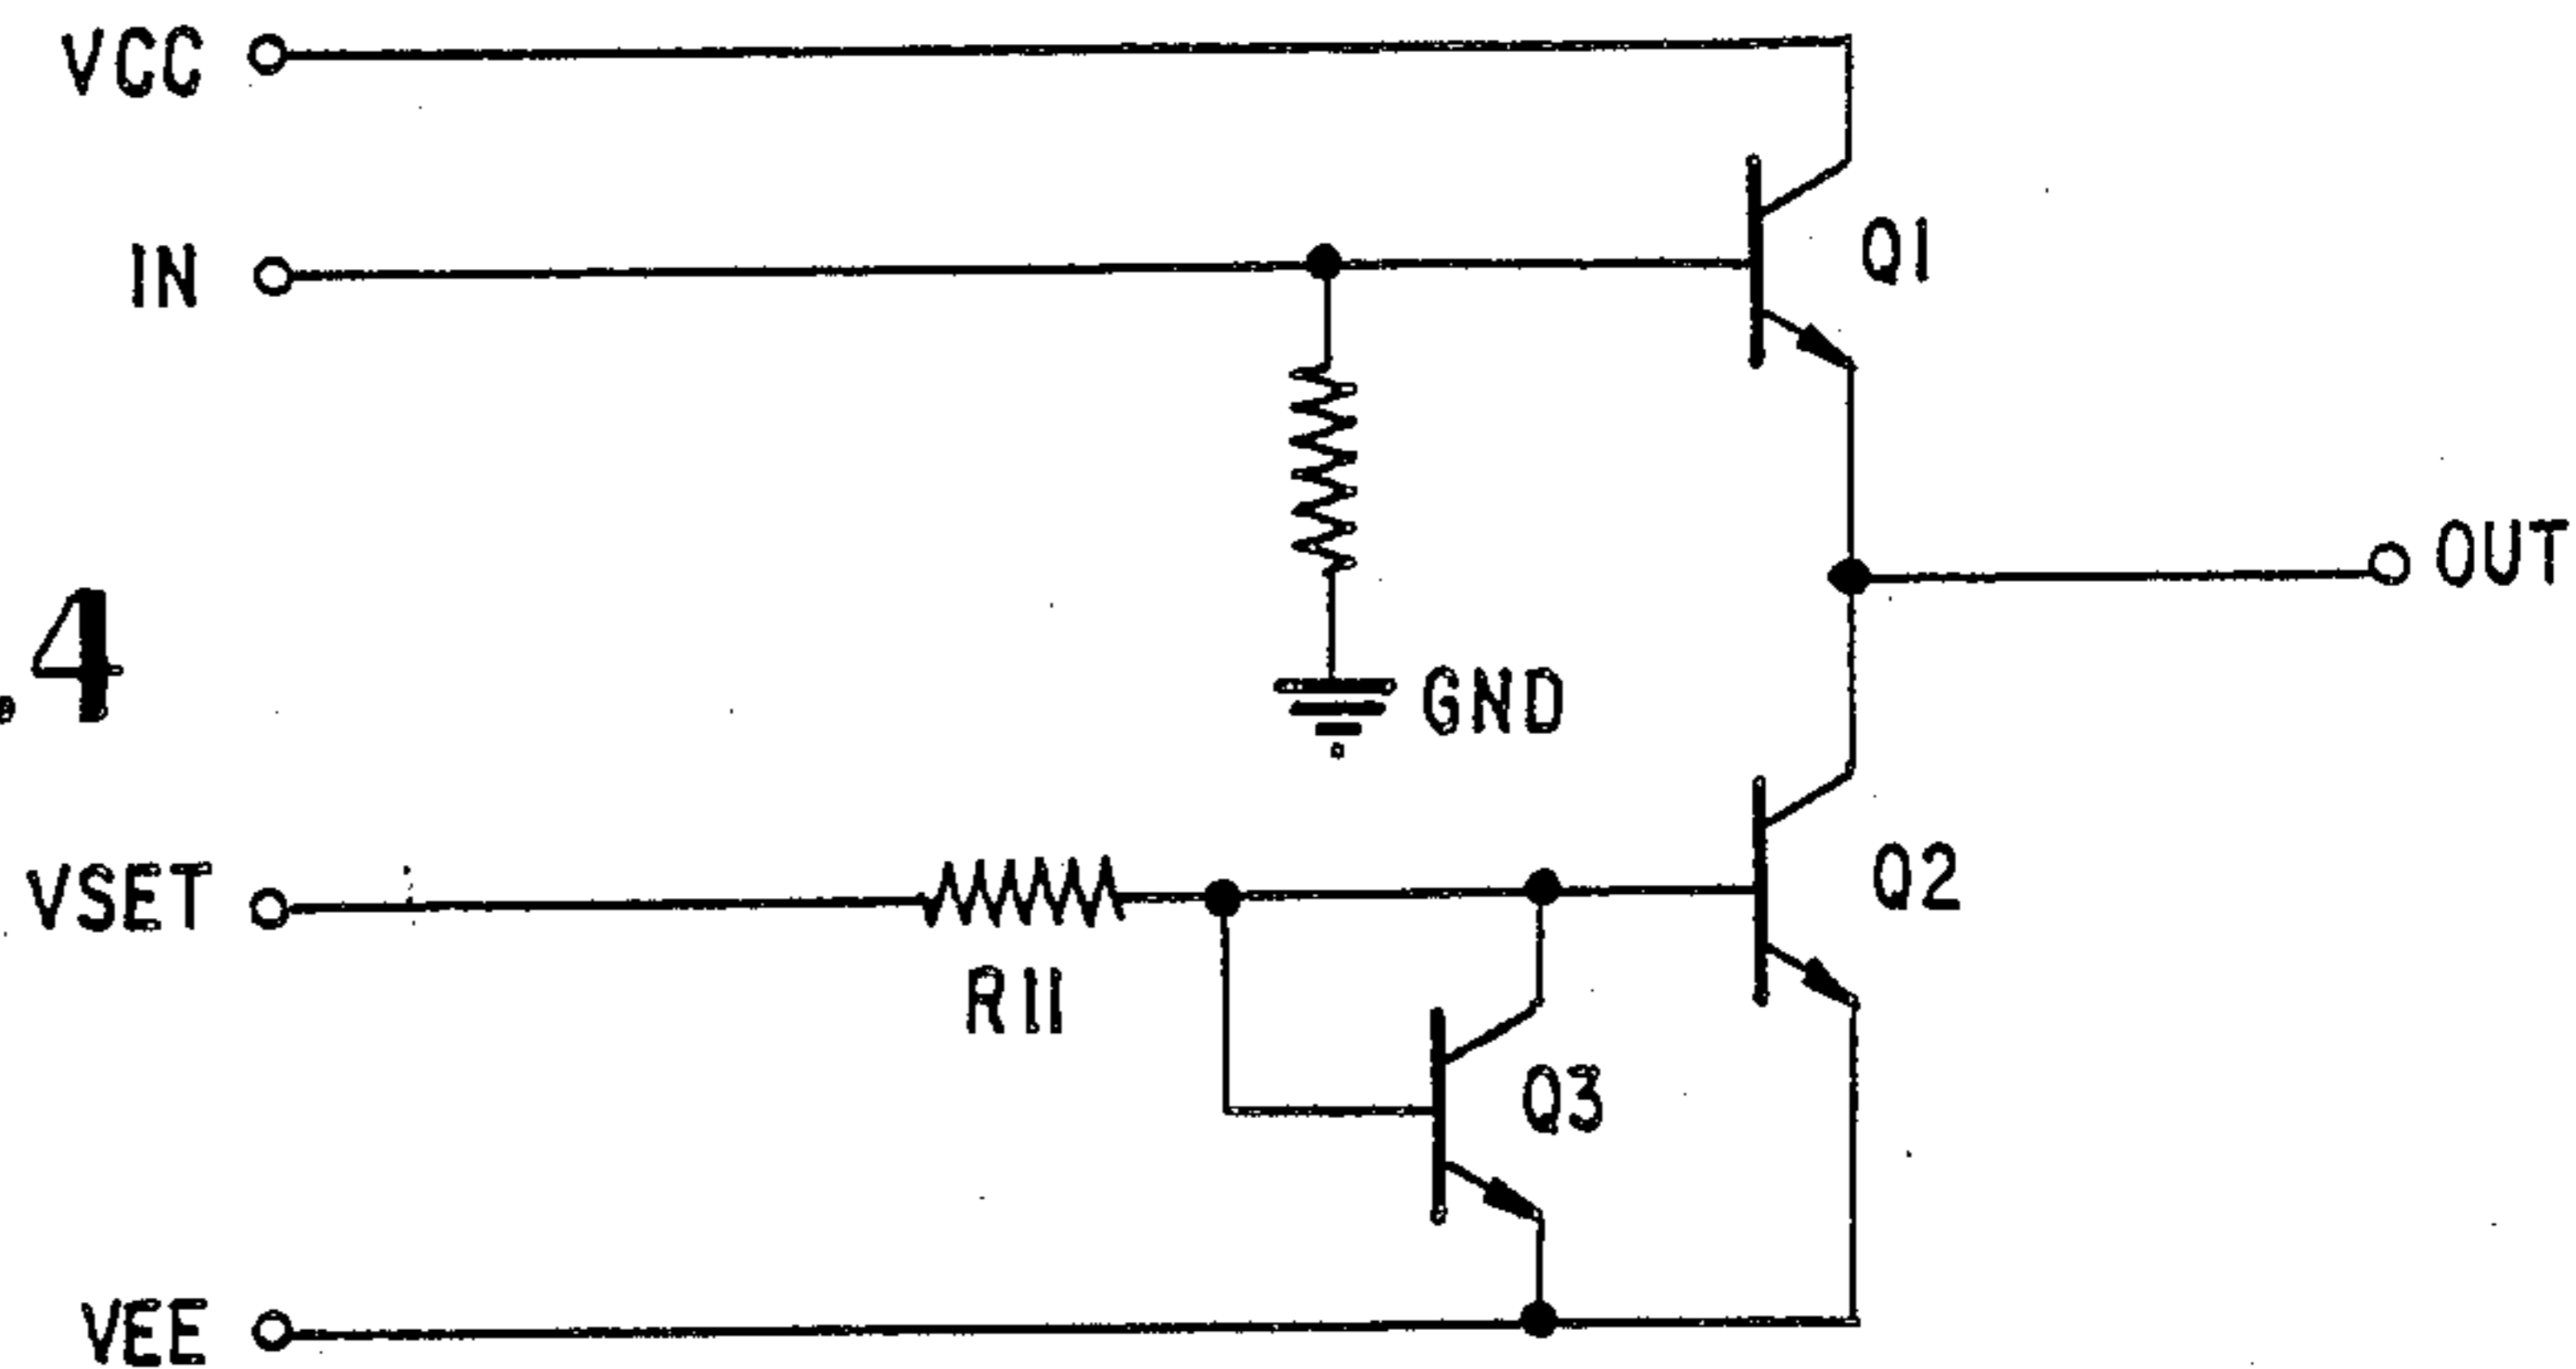 VCC
IN
Q1
OUT
.4
GND
VSET
Q2
R11
Q3
VEE